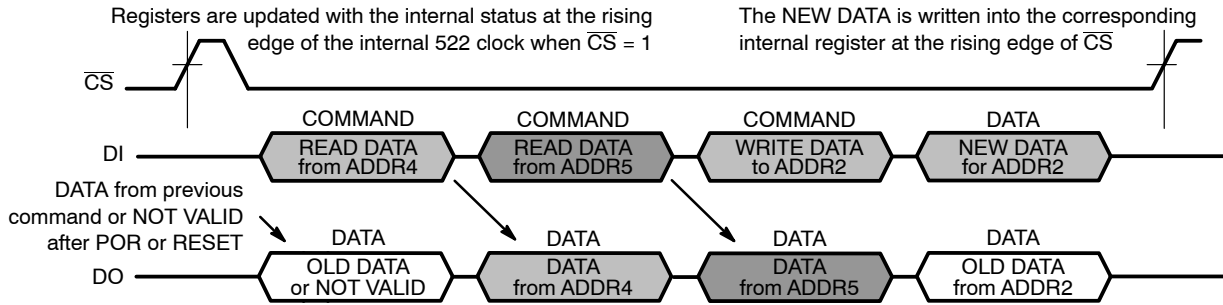 Registers are updated with the internal status at the rising
edge of the internal 522 clock when C̅S̅ = 1
The NEW DATA is written into the corresponding
internal register at the rising edge of C̅S̅
C̅S̅
COMMAND
COMMAND
COMMAND
DATA
DI
READ DATA
from ADDR4
READ DATA
from ADDR5
WRITE DATA
to ADDR2
NEW DATA
for ADDR2
DATA from previous
command or NOT VALID
after POR or RESET
DATA
DATA
DATA
DATA
DO
OLD DATA
or NOT VALID
DATA
from ADDR4
DATA
from ADDR5
OLD DATA
from ADDR2